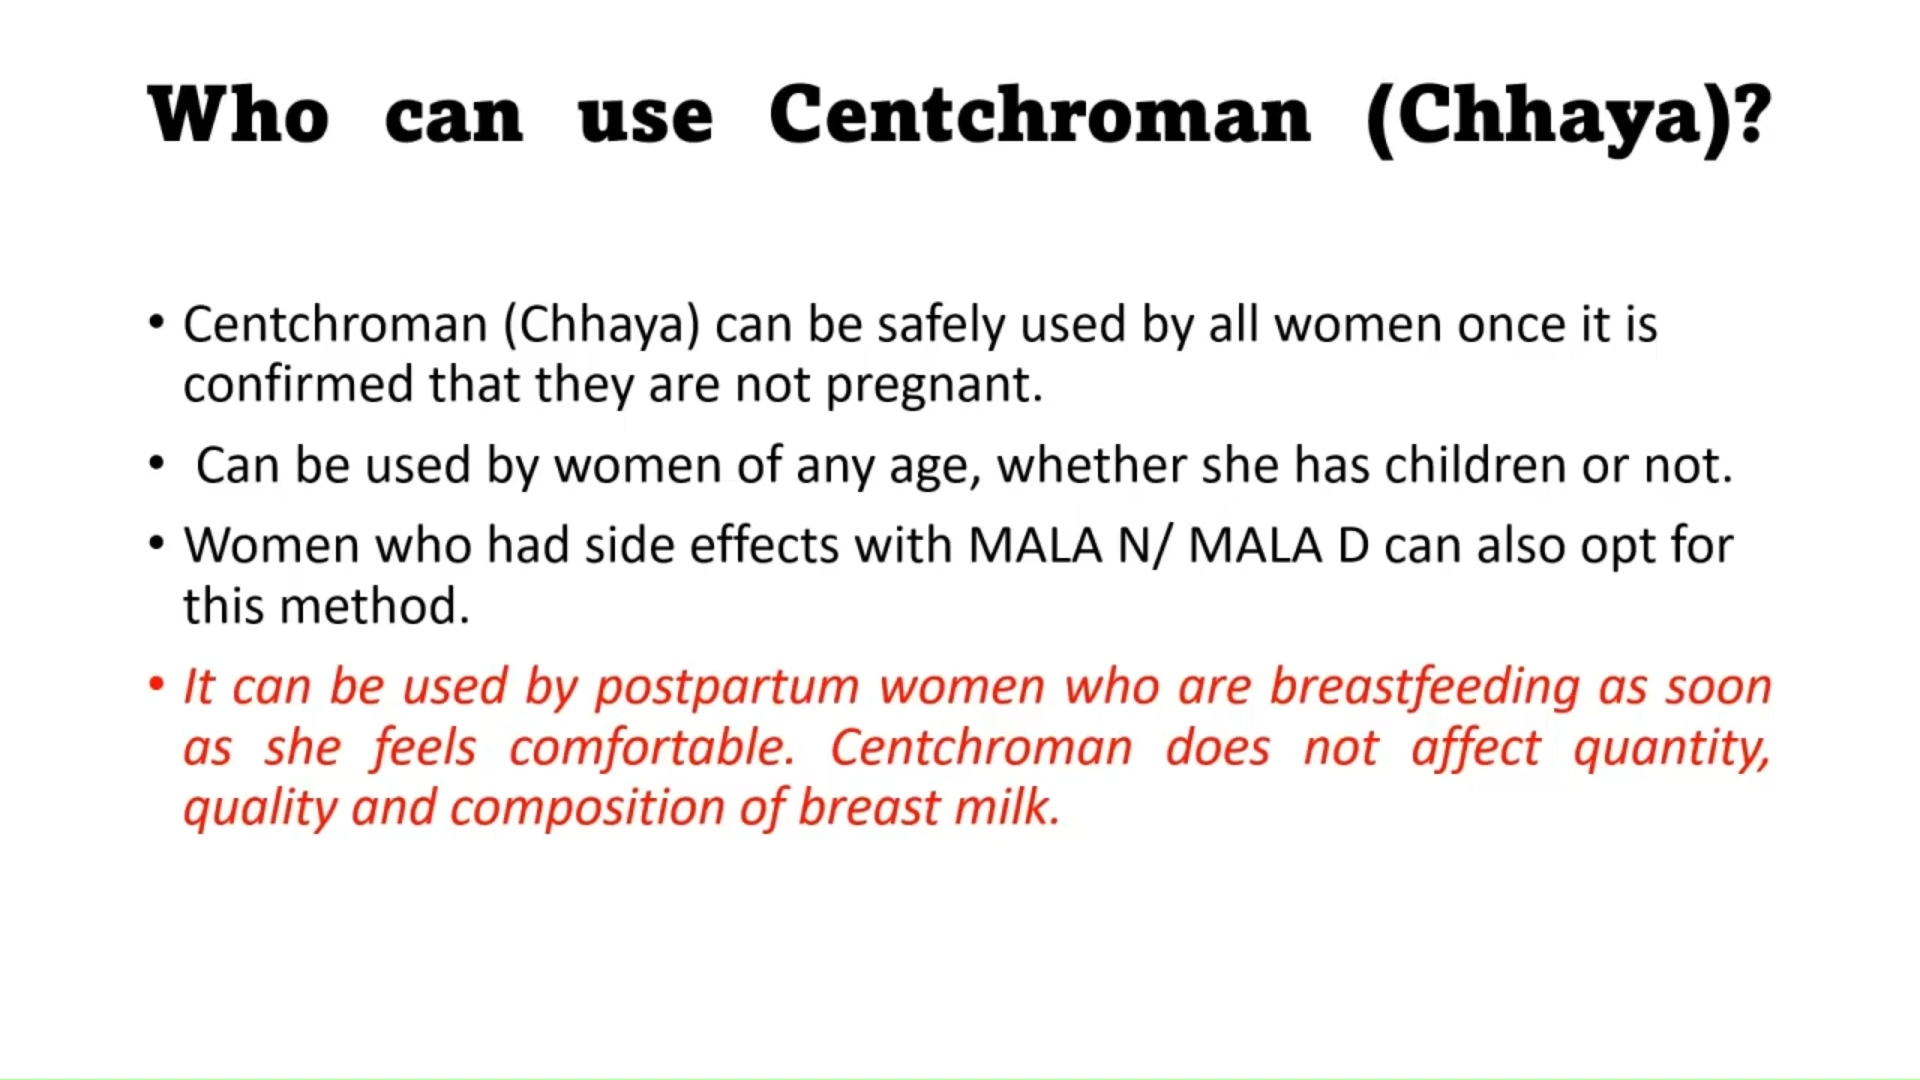 Who can use Centchroman (Chhaya)?
• Centchroman (Chhaya) can be safely used by all women once it is
confirmed that they are not pregnant.
• Can be used by women of any age, whether she has children or not.
• Women who had side effects with MALA N/ MALA D can also opt for
this method.
• It can be used by postpartum women who are breastfeeding as soon
as she feels comfortable. Centchroman does not affect quantity,
quality and composition of breast milk.